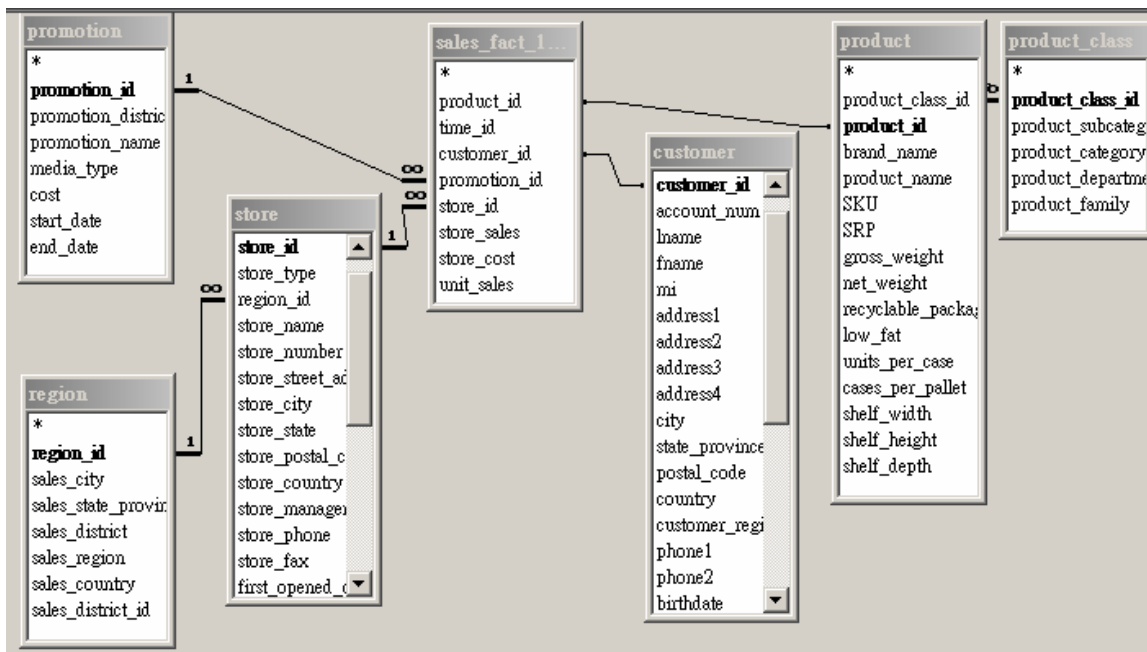 promotion
*
promotion_id
promotion_distric
promotion_name
media_type
cost
start_date
end_date
1
∞
∞
1
region
*
region_id
sales_city
sales_state_provin
sales_district
sales_region
sales_country
sales_district_id
1
∞
store
store_id
store_type
region_id
store_name
store_number
store_street_ad
store_city
store_state
store_postal_c
store_country
store_manager
store_phone
store_fax
first_opened_d
sales_fact_1...
*
product_id
time_id
customer_id
promotion_id
store_id
store_sales
store_cost
unit_sales
customer
customer_id
account_num
lname
fname
mi
address1
address2
address3
address4
city
state_province
postal_code
country
customer_regi
phone1
phone2
birthdate
product
*
product_class_id
product_id
brand_name
product_name
SKU
SRP
gross_weight
net_weight
recyclable_packag
low_fat
units_per_case
cases_per_pallet
shelf_width
shelf_height
shelf_depth
∞
product_class
*
product_class_id
product_subcateg
product_category
product_departme
product_family